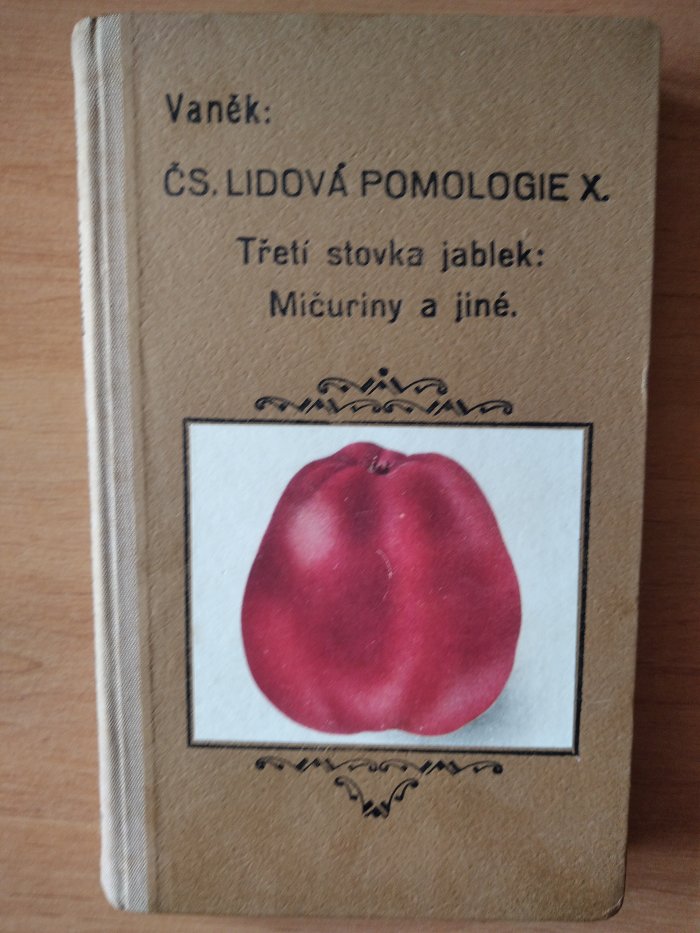 Vaněk:
ČS. LIDOVÁ POMOLOGIE X.
Třetí stovka jablek:
Mičuriny a jiné.